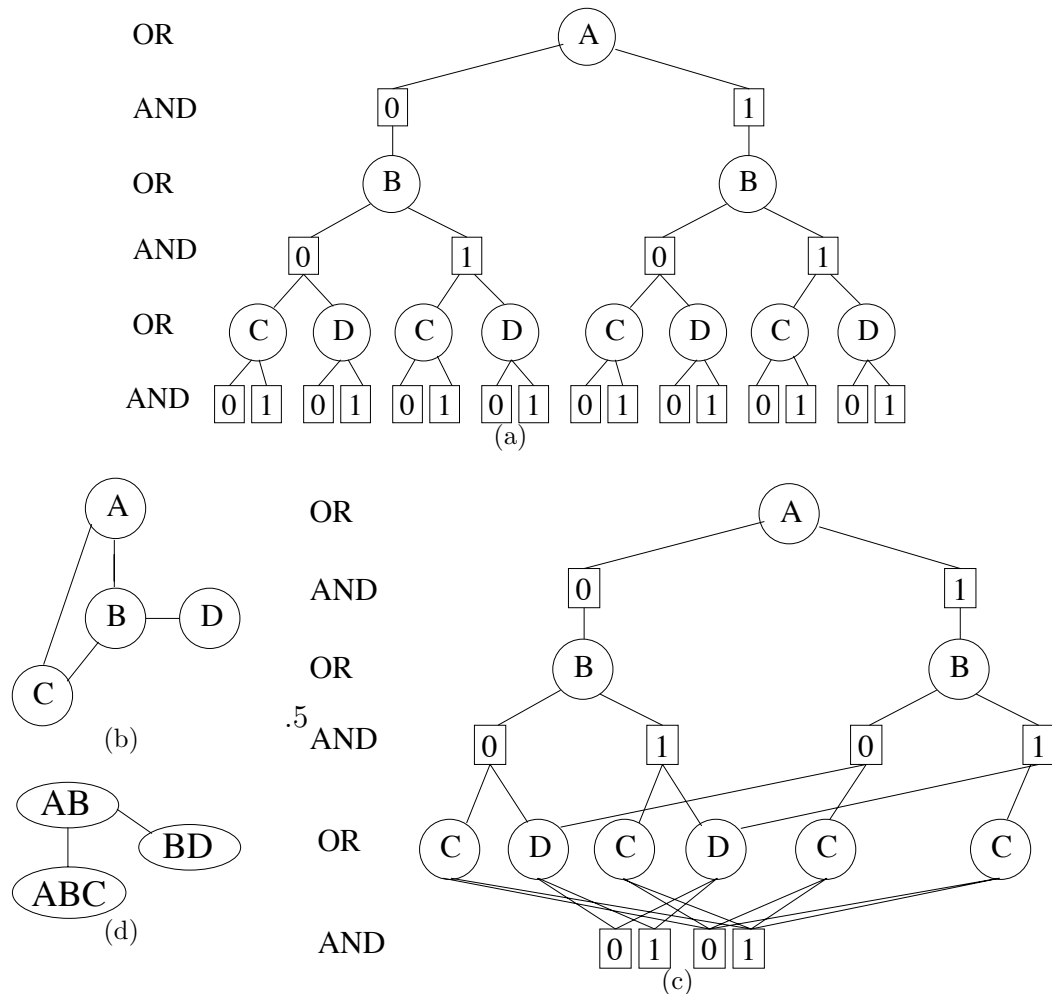 OR A
AND 0 1
OR B B
AND 0 1 0 1
OR C D C D C D C D
AND 0 1 0 1 0 1 0 1 0 1 0 1 0 1 0 1
(a)
A
B D
C
(b)
AB
BD
ABC
(d)
OR A
AND 0 1
OR B B
.5
AND 0 1 0 1
OR C D C D C C
AND 0 1 0 1
(c)